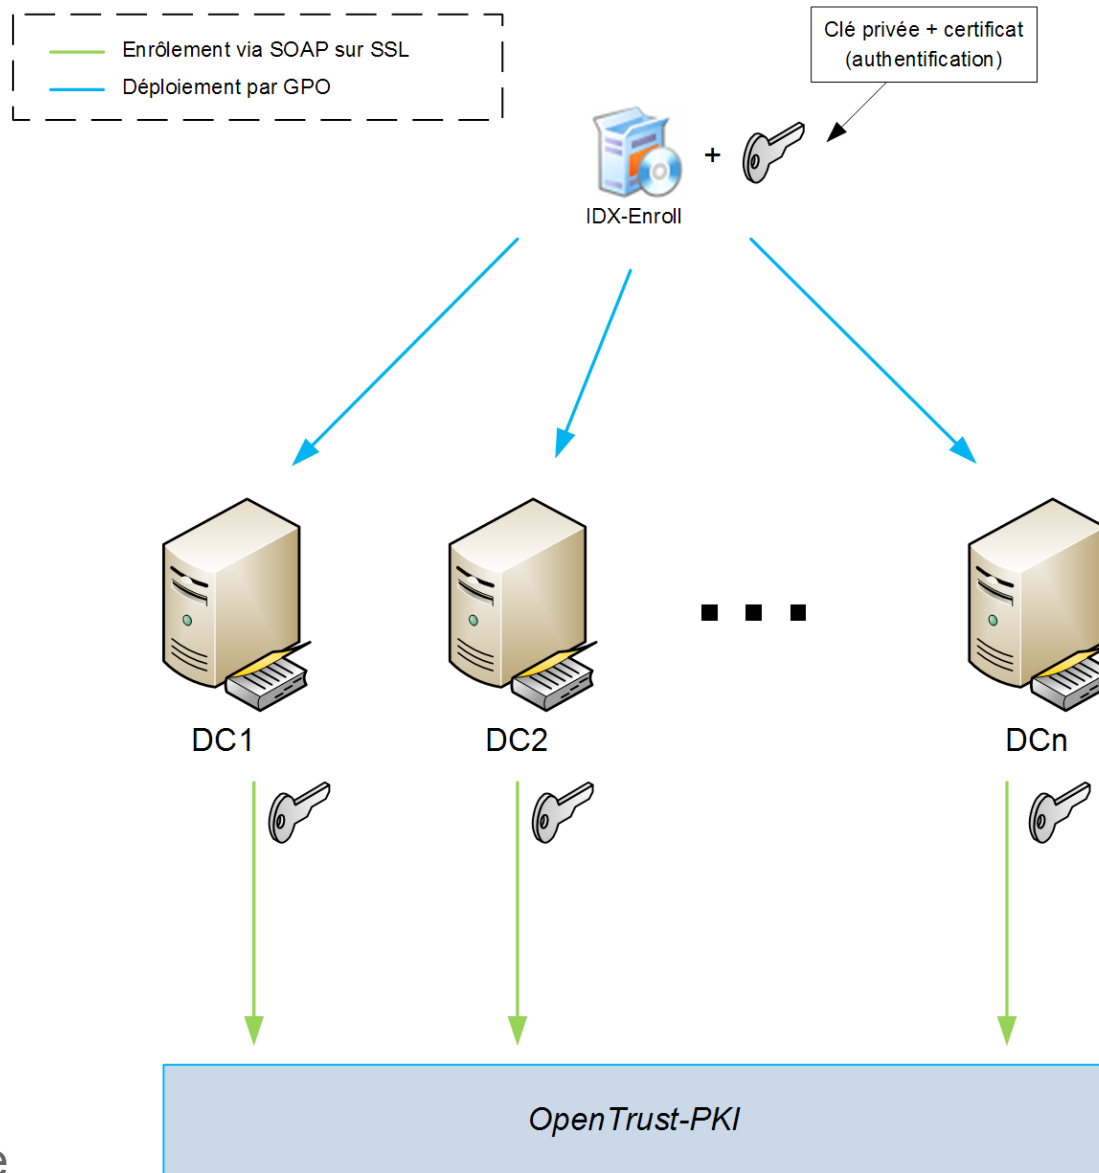 Enrôlement via SOAP sur SSL
Déploiement par GPO
Clé privée + certificat
(authentification)
+
IDX-Enroll
DC1
DC2
DCn
OpenTrust-PKI
e